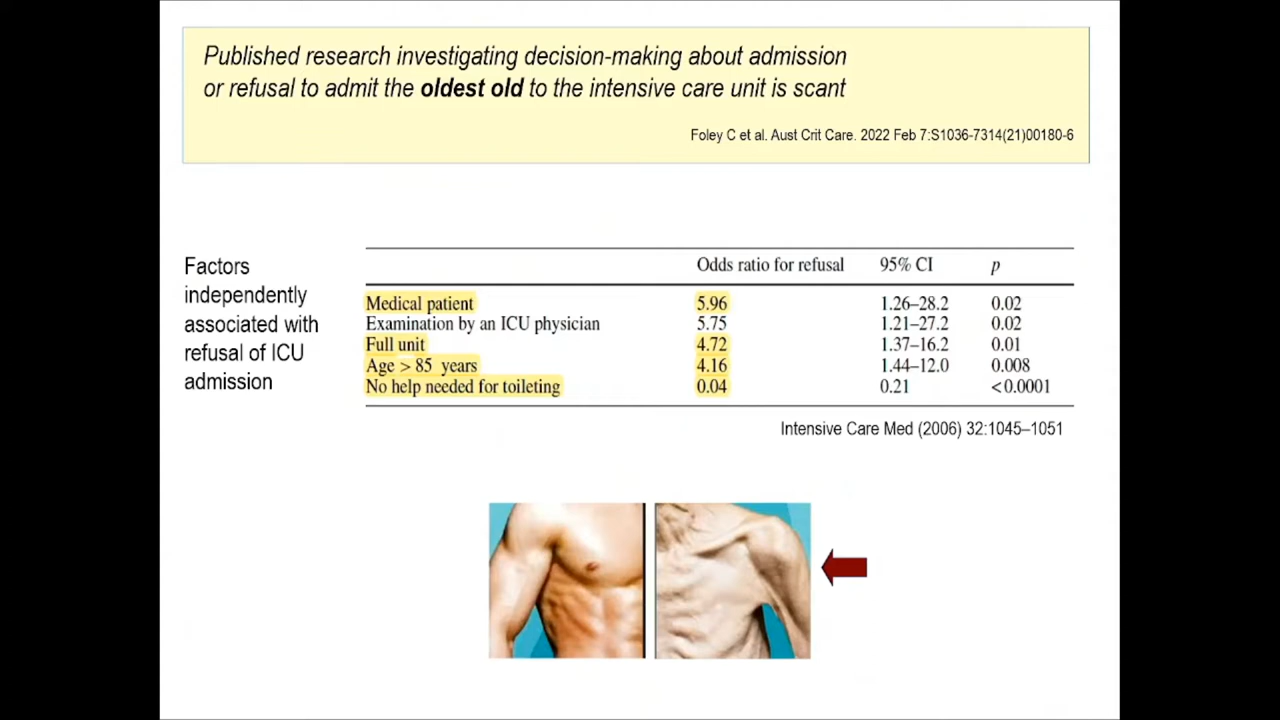 Published research investigating decision-making about admission
or refusal to admit the oldest old to the intensive care unit is scant
Foley C et al. Aust Crit Care. 2022 Feb 7:S1036-7314(21)00180-6
Factors
independently
associated with
refusal of ICU
admission
Odds ratio for refusal 95% CI p
Medical patient 5.96 1.26–28.2 0.02
Examination by an ICU physician 5.75 1.21–27.2 0.02
Full unit 4.72 1.37–16.2 0.01
Age > 85 years 4.16 1.44–12.0 0.008
No help needed for toileting 0.04 0.21 <0.0001
Intensive Care Med (2006) 32:1045–1051